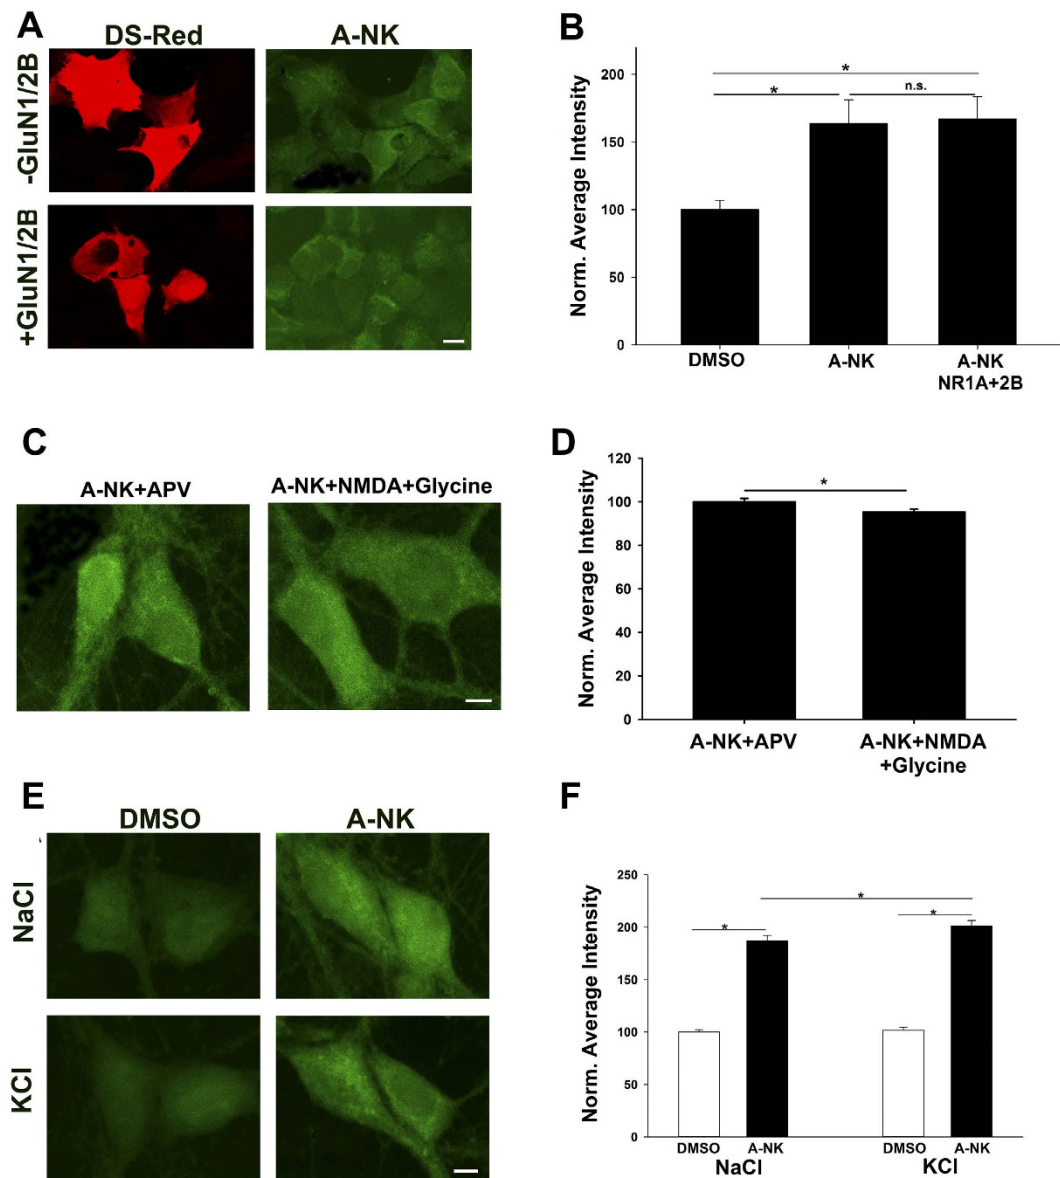 A
DS-Red
A-NK
-GluN1/2B
+GluN1/2B
B
Norm. Average Intensity
200
150
100
50
0
*
*
n.s.
DMSO
A-NK
A-NK
NR1A+2B
C
A-NK+APV
A-NK+NMDA+Glycine
D
Norm. Average Intensity
120
100
80
60
40
20
0
*
A-NK+APV
A-NK+NMDA
+Glycine
E
DMSO
A-NK
NaCl
KCl
F
Norm. Average Intensity
250
200
150
100
50
0
*
*
*
DMSO
A-NK
DMSO
A-NK
NaCl
KCl